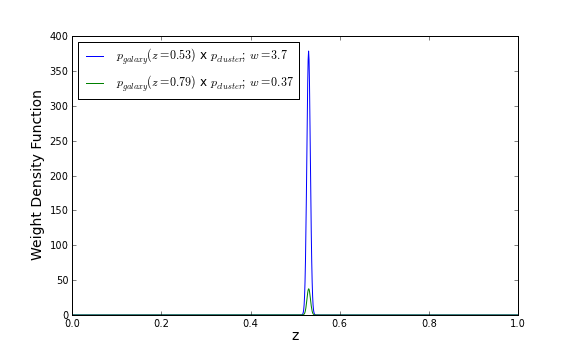 400
350
300
250
200
150
100
50
0
Weight Density Function
p_galaxy(z=0.53) x p_cluster; w=3.7
p_galaxy(z=0.79) x p_cluster; w=0.37
0.0 0.2 0.4 0.6 0.8 1.0
z